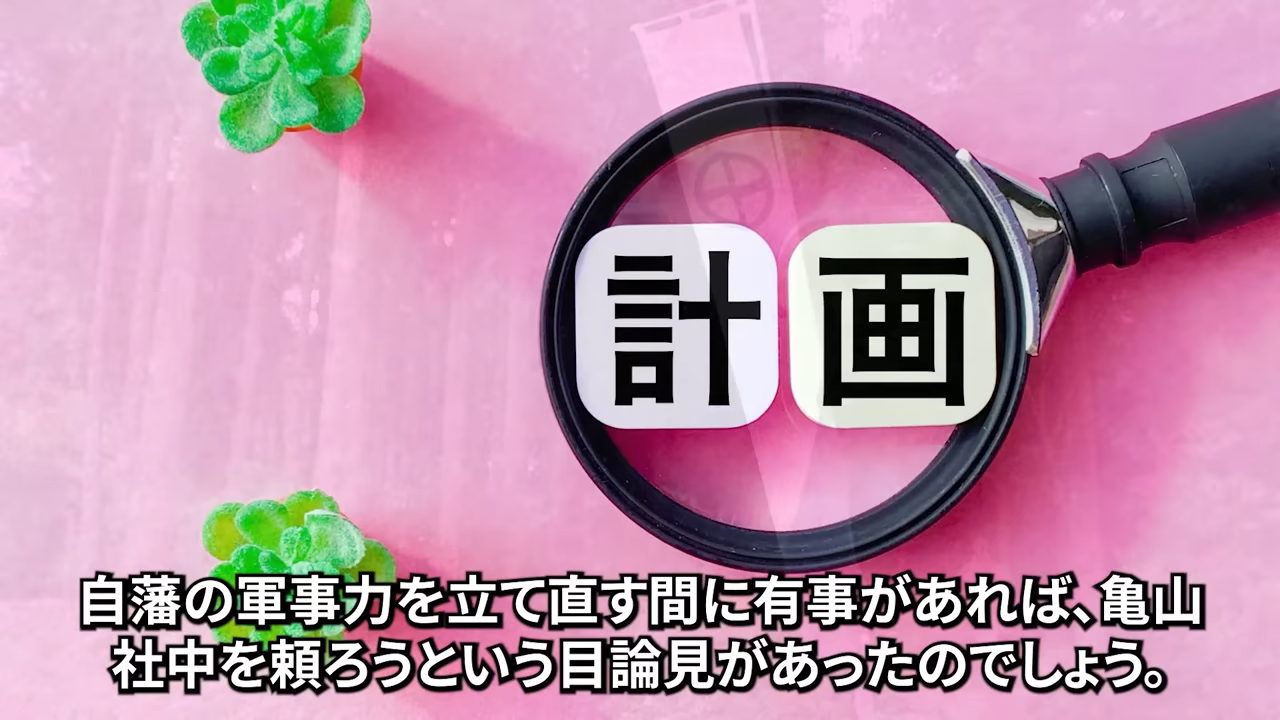 計画
自藩の軍事力を立て直す間に有事があれば、亀山
社中を頼ろうという目論見があったのでしょう。